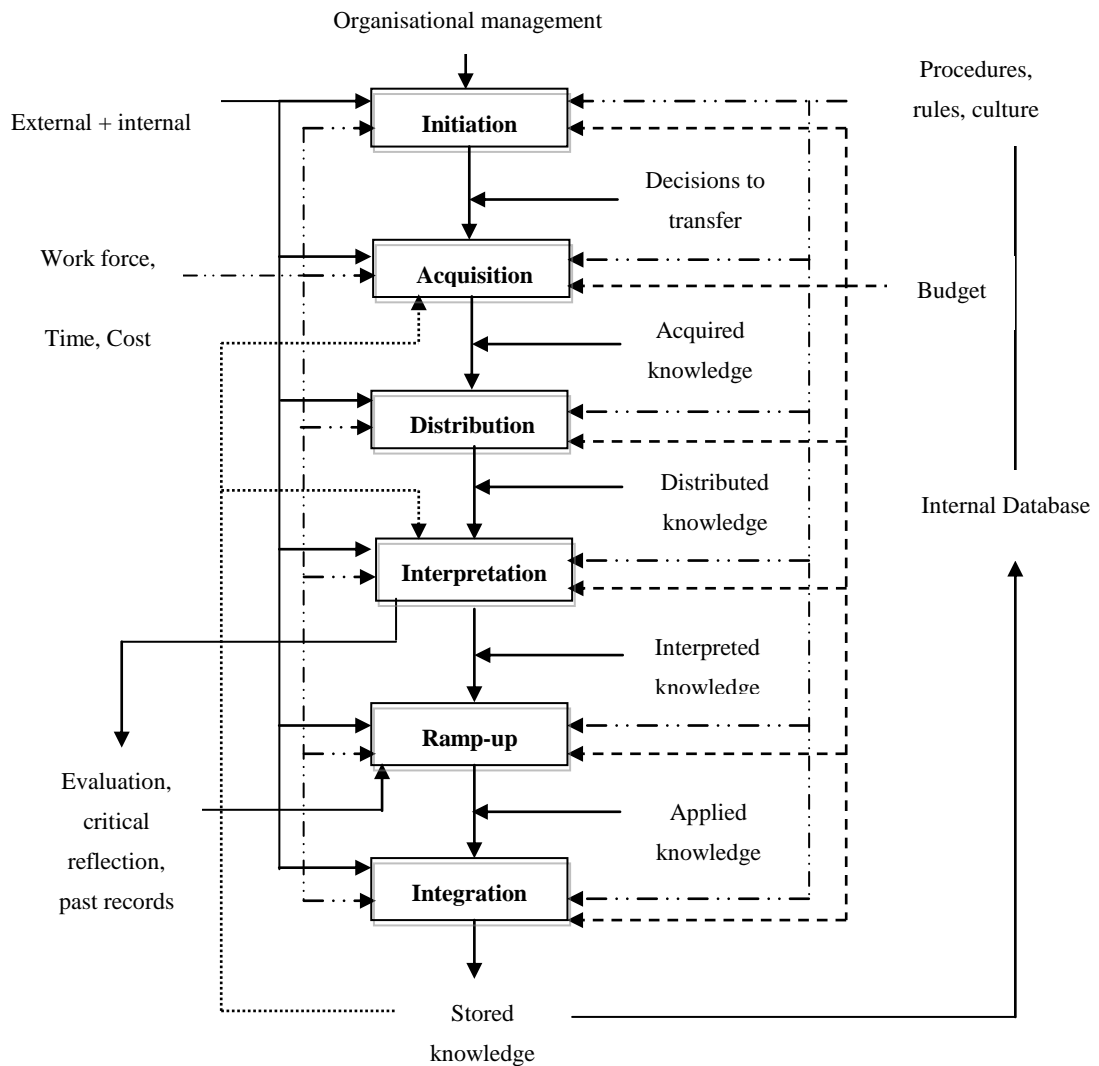 Organisational management
Procedures,
rules, culture
External + internal
Initiation
Decisions to
transfer
Work force,
Time, Cost
Acquisition
Budget
Acquired
knowledge
Distribution
Distributed
knowledge
Internal Database
Interpretation
Interpreted
knowledge
Ramp-up
Evaluation,
critical
reflection,
past records
Applied
knowledge
Integration
Stored
knowledge